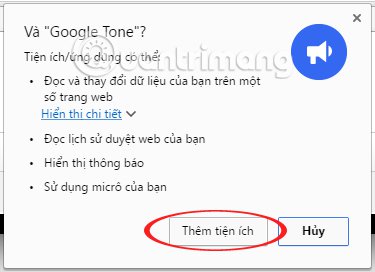 Và "Google Tone"?
Tiện ích/ứng dụng có thể:
• Đọc và thay đổi dữ liệu của bạn trên một
số trang web
Hiển thị chi tiết
• Đọc lịch sử duyệt web của bạn
• Hiển thị thông báo
• Sử dụng micrô của bạn
Thêm tiện ích
Hủy
@quantrimang